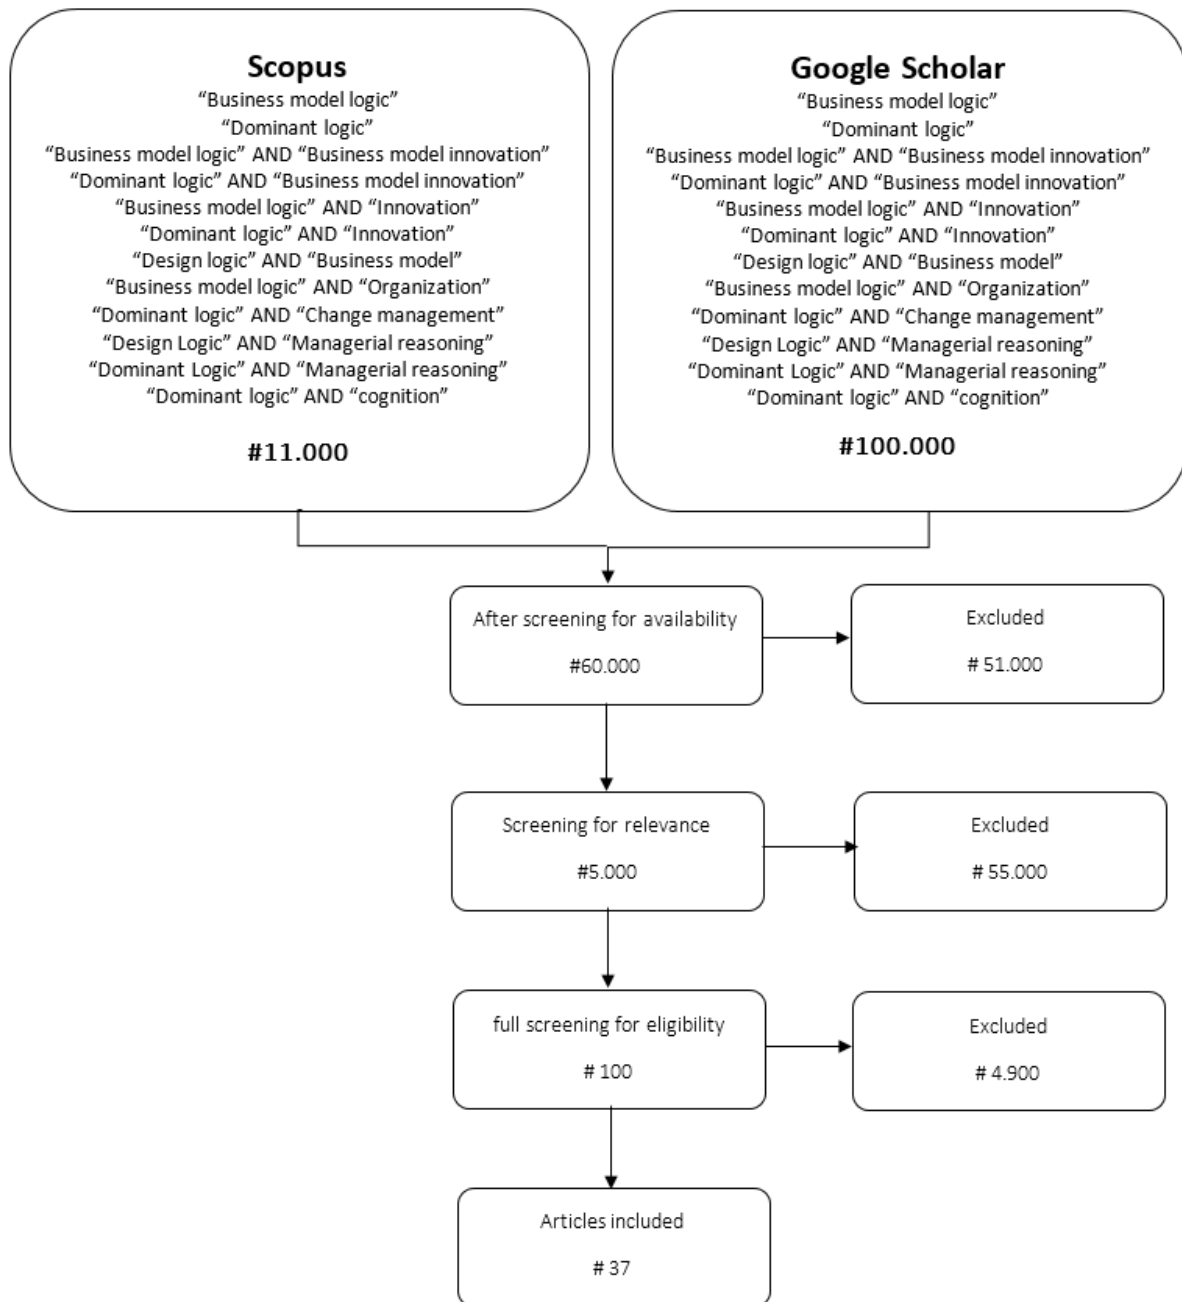 Scopus
“Business model logic”
“Dominant logic”
“Business model logic” AND “Business model innovation”
“Dominant logic” AND “Business model innovation”
“Business model logic” AND “Innovation”
“Dominant logic” AND “Innovation”
“Design logic” AND “Business model”
“Business model logic” AND “Organization”
“Dominant logic” AND “Change management”
“Design Logic” AND “Managerial reasoning”
“Dominant Logic” AND “Managerial reasoning”
“Dominant logic” AND “cognition”
#11.000
Google Scholar
“Business model logic”
“Dominant logic”
“Business model logic” AND “Business model innovation”
“Dominant logic” AND “Business model innovation”
“Business model logic” AND “Innovation”
“Dominant logic” AND “Innovation”
“Design logic” AND “Business model”
“Business model logic” AND “Organization”
“Dominant logic” AND “Change management”
“Design Logic” AND “Managerial reasoning”
“Dominant Logic” AND “Managerial reasoning”
“Dominant logic” AND “cognition”
#100.000
After screening for availability
#60.000
Excluded
# 51.000
Screening for relevance
#5.000
Excluded
# 55.000
full screening for eligibility
# 100
Excluded
# 4.900
Articles included
# 37